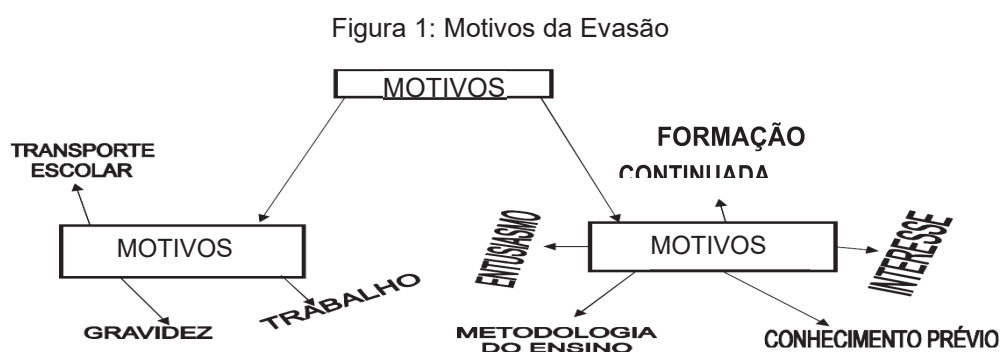 Figura 1: Motivos da Evasão
MOTIVOS
FORMAÇÃO
CONTINUADA
TRANSPORTE
ESCOLAR
MOTIVOS
ENTUSIASMO
MOTIVOS
INTERESSE
GRAVIDEZ
TRABALHO
METODOLOGIA
DO ENSINO
CONHECIMENTO PRÉVIO